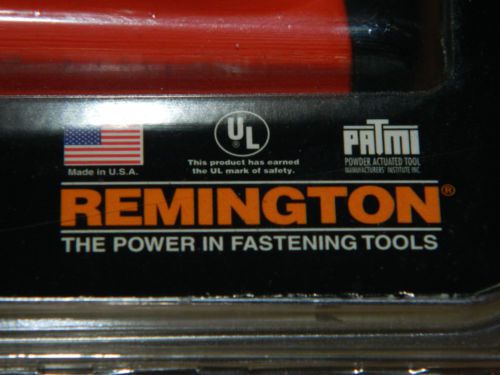 UL
PATMI
Made in U.S.A.
This product has earned
the UL mark of safety.
POWDER ACTUATED TOOL
MANUFACTURERS' INSTITUTE INC.
REMINGTON®
THE POWER IN FASTENING TOOLS